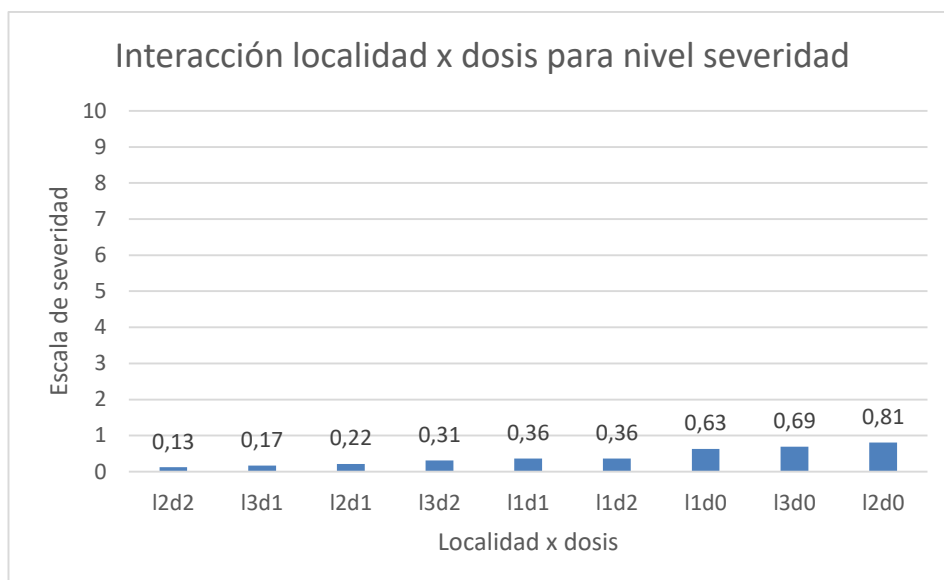 Interacción localidad x dosis para nivel severidad
10
9
8
7
6
5
4
3
2
1
0
Escala de severidad
0,13 0,17 0,22 0,31 0,36 0,36 0,63 0,69 0,81
l2d2 l3d1 l2d1 l3d2 l1d1 l1d2 l1d0 l3d0 l2d0
Localidad x dosis